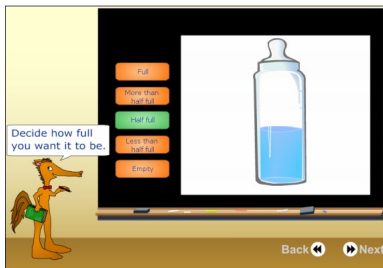 Full
More than
half full
Half full
Less than
half full
Empty
Decide how full
you want it to be.
Back
Next